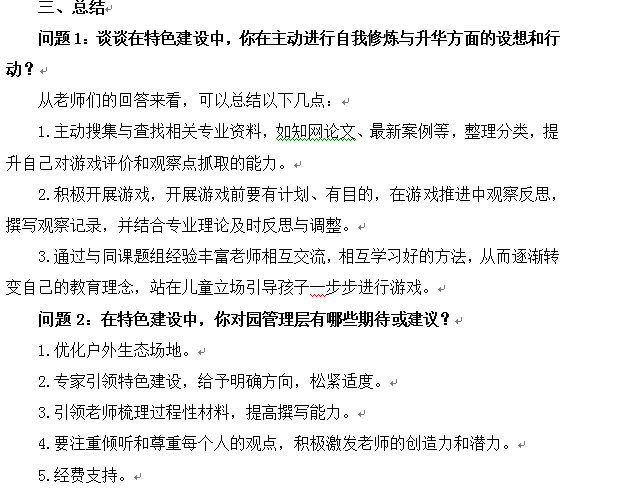 三、总结
问题1：谈谈在特色建设中，你在主动进行自我修炼与升华方面的设想和行
动？
从老师们的回答来看，可以总结以下几点：
1.主动搜集与查找相关专业资料，如知网论文、最新案例等，整理分类，提
升自己对游戏评价和观察点抓取的能力。
2.积极开展游戏，开展游戏前要有计划、有目的，在游戏推进中观察反思，
撰写观察记录，并结合专业理论及时反思与调整。
3.通过与同课题组经验丰富老师相互交流，相互学习好的方法，从而逐渐转
变自己的教育理念，站在儿童立场引导孩子一步步进行游戏。
问题2：在特色建设中，你对园管理层有哪些期待或建议？
1.优化户外生态场地。
2.专家引领特色建设，给予明确方向，松紧适度。
3.引领老师梳理过程性材料，提高撰写能力。
4.要注重倾听和尊重每个人的观点，积极激发老师的创造力和潜力。
5.经费支持。